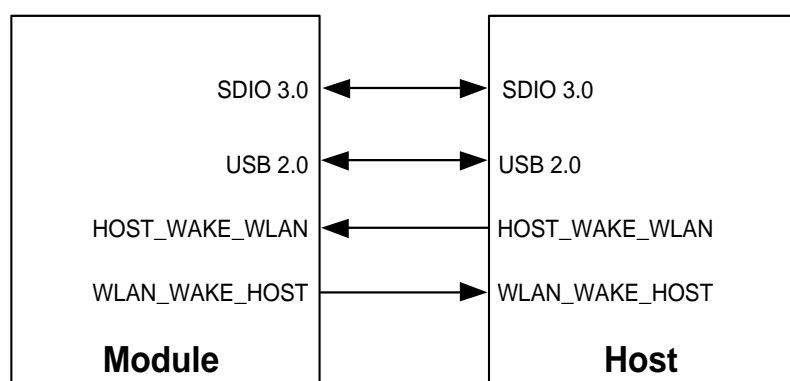 SDIO 3.0 SDIO 3.0
USB 2.0 USB 2.0
HOST_WAKE_WLAN HOST_WAKE_WLAN
WLAN_WAKE_HOST WLAN_WAKE_HOST
Module Host